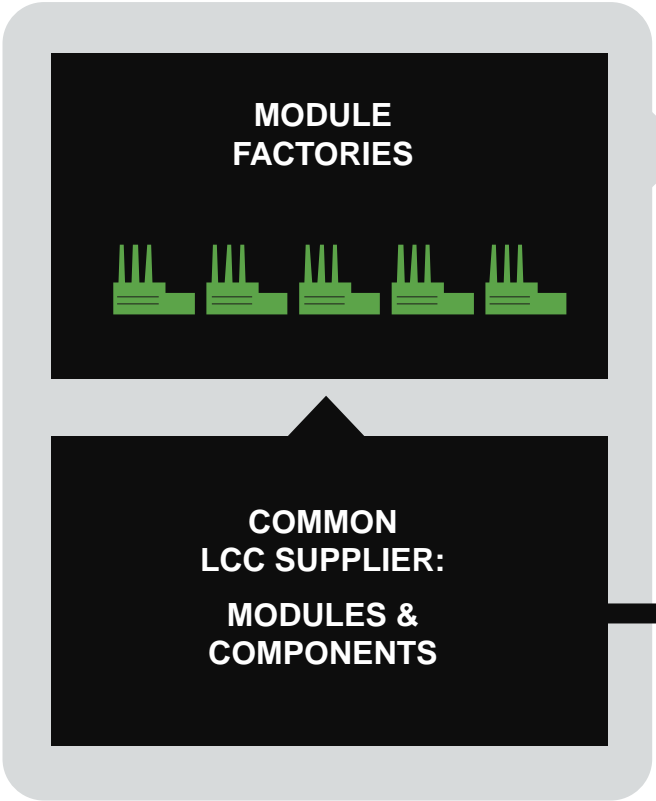 MODULE
FACTORIES
COMMON
LCC SUPPLIER:
MODULES &
COMPONENTS